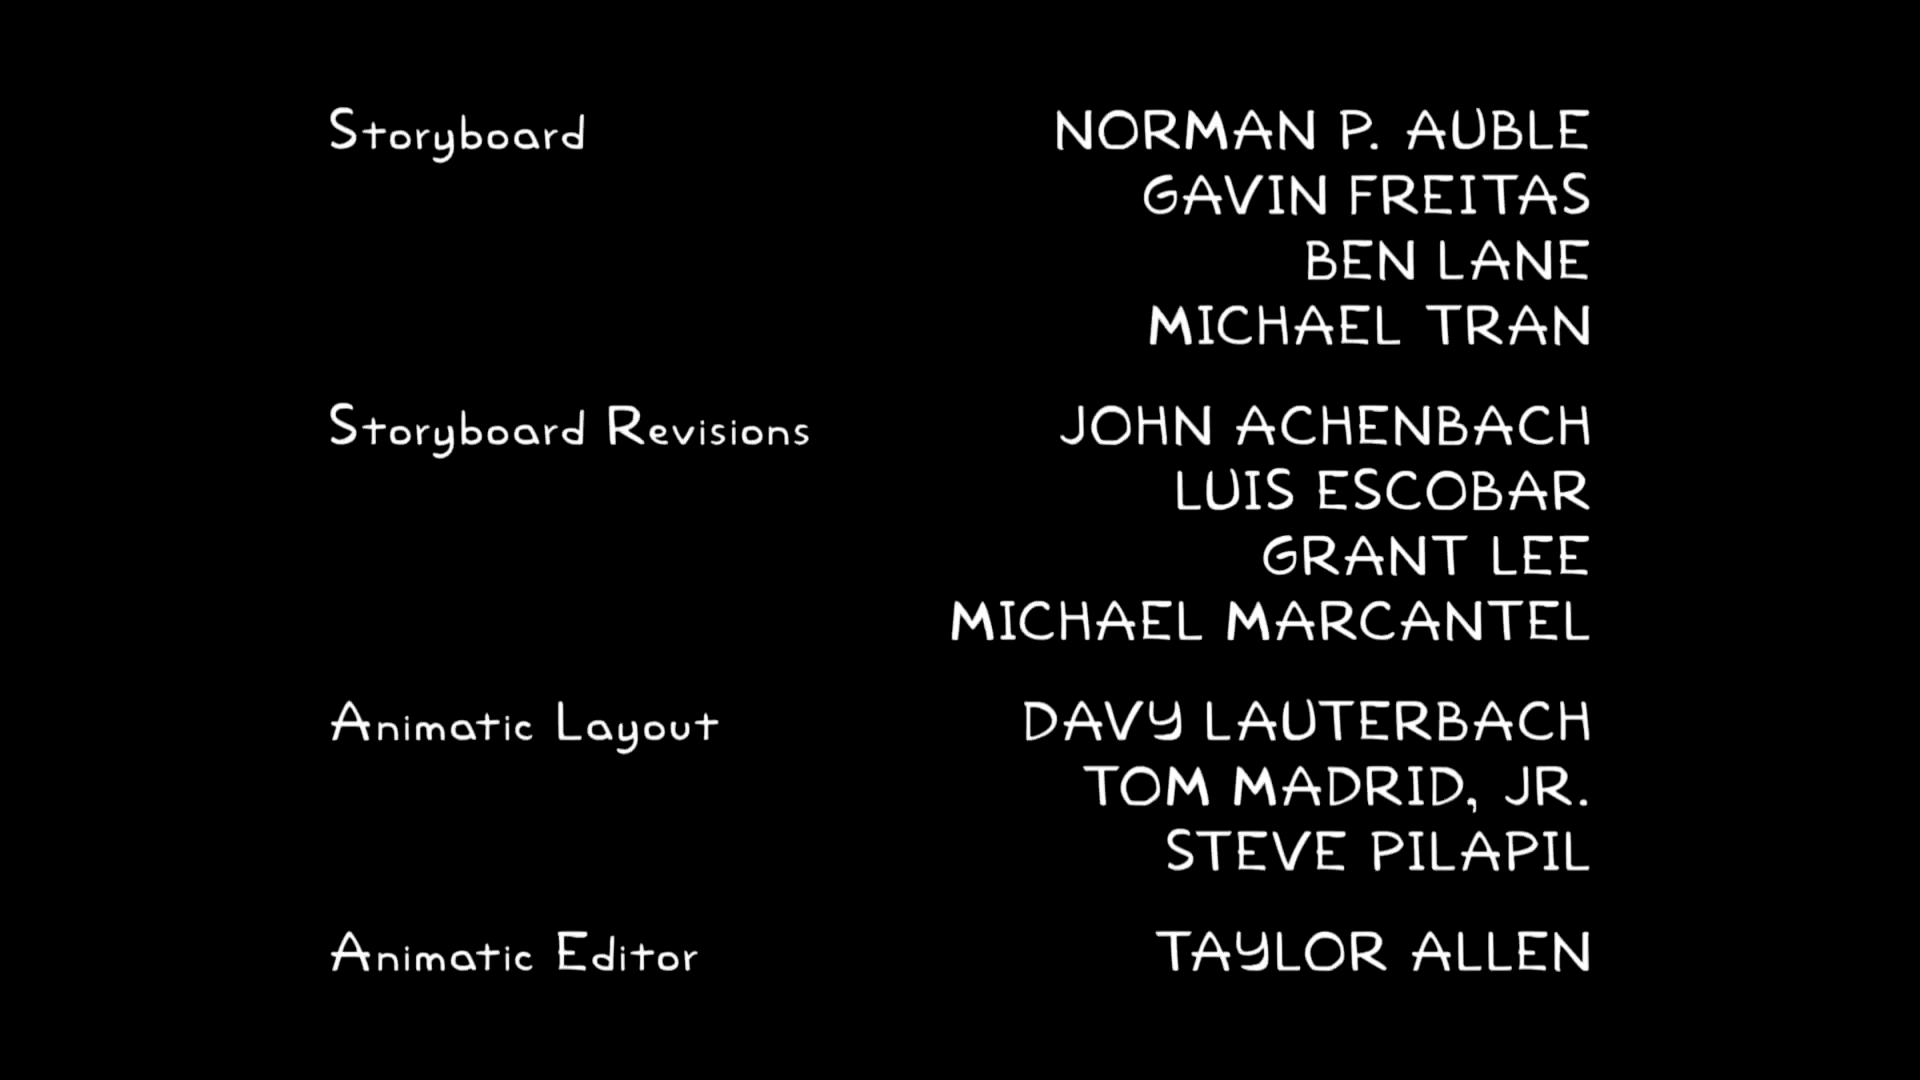 Storyboard NORMAN P. AUBLE
GAVIN FREITAS
BEN LANE
MICHAEL TRAN
Storyboard Revisions JOHN ACHENBACH
LUIS ESCOBAR
GRANT LEE
MICHAEL MARCANTEL
Animatic Layout DAVY LAUTERBACH
TOM MADRID, JR.
STEVE PILAPIL
Animatic Editor TAYLOR ALLEN